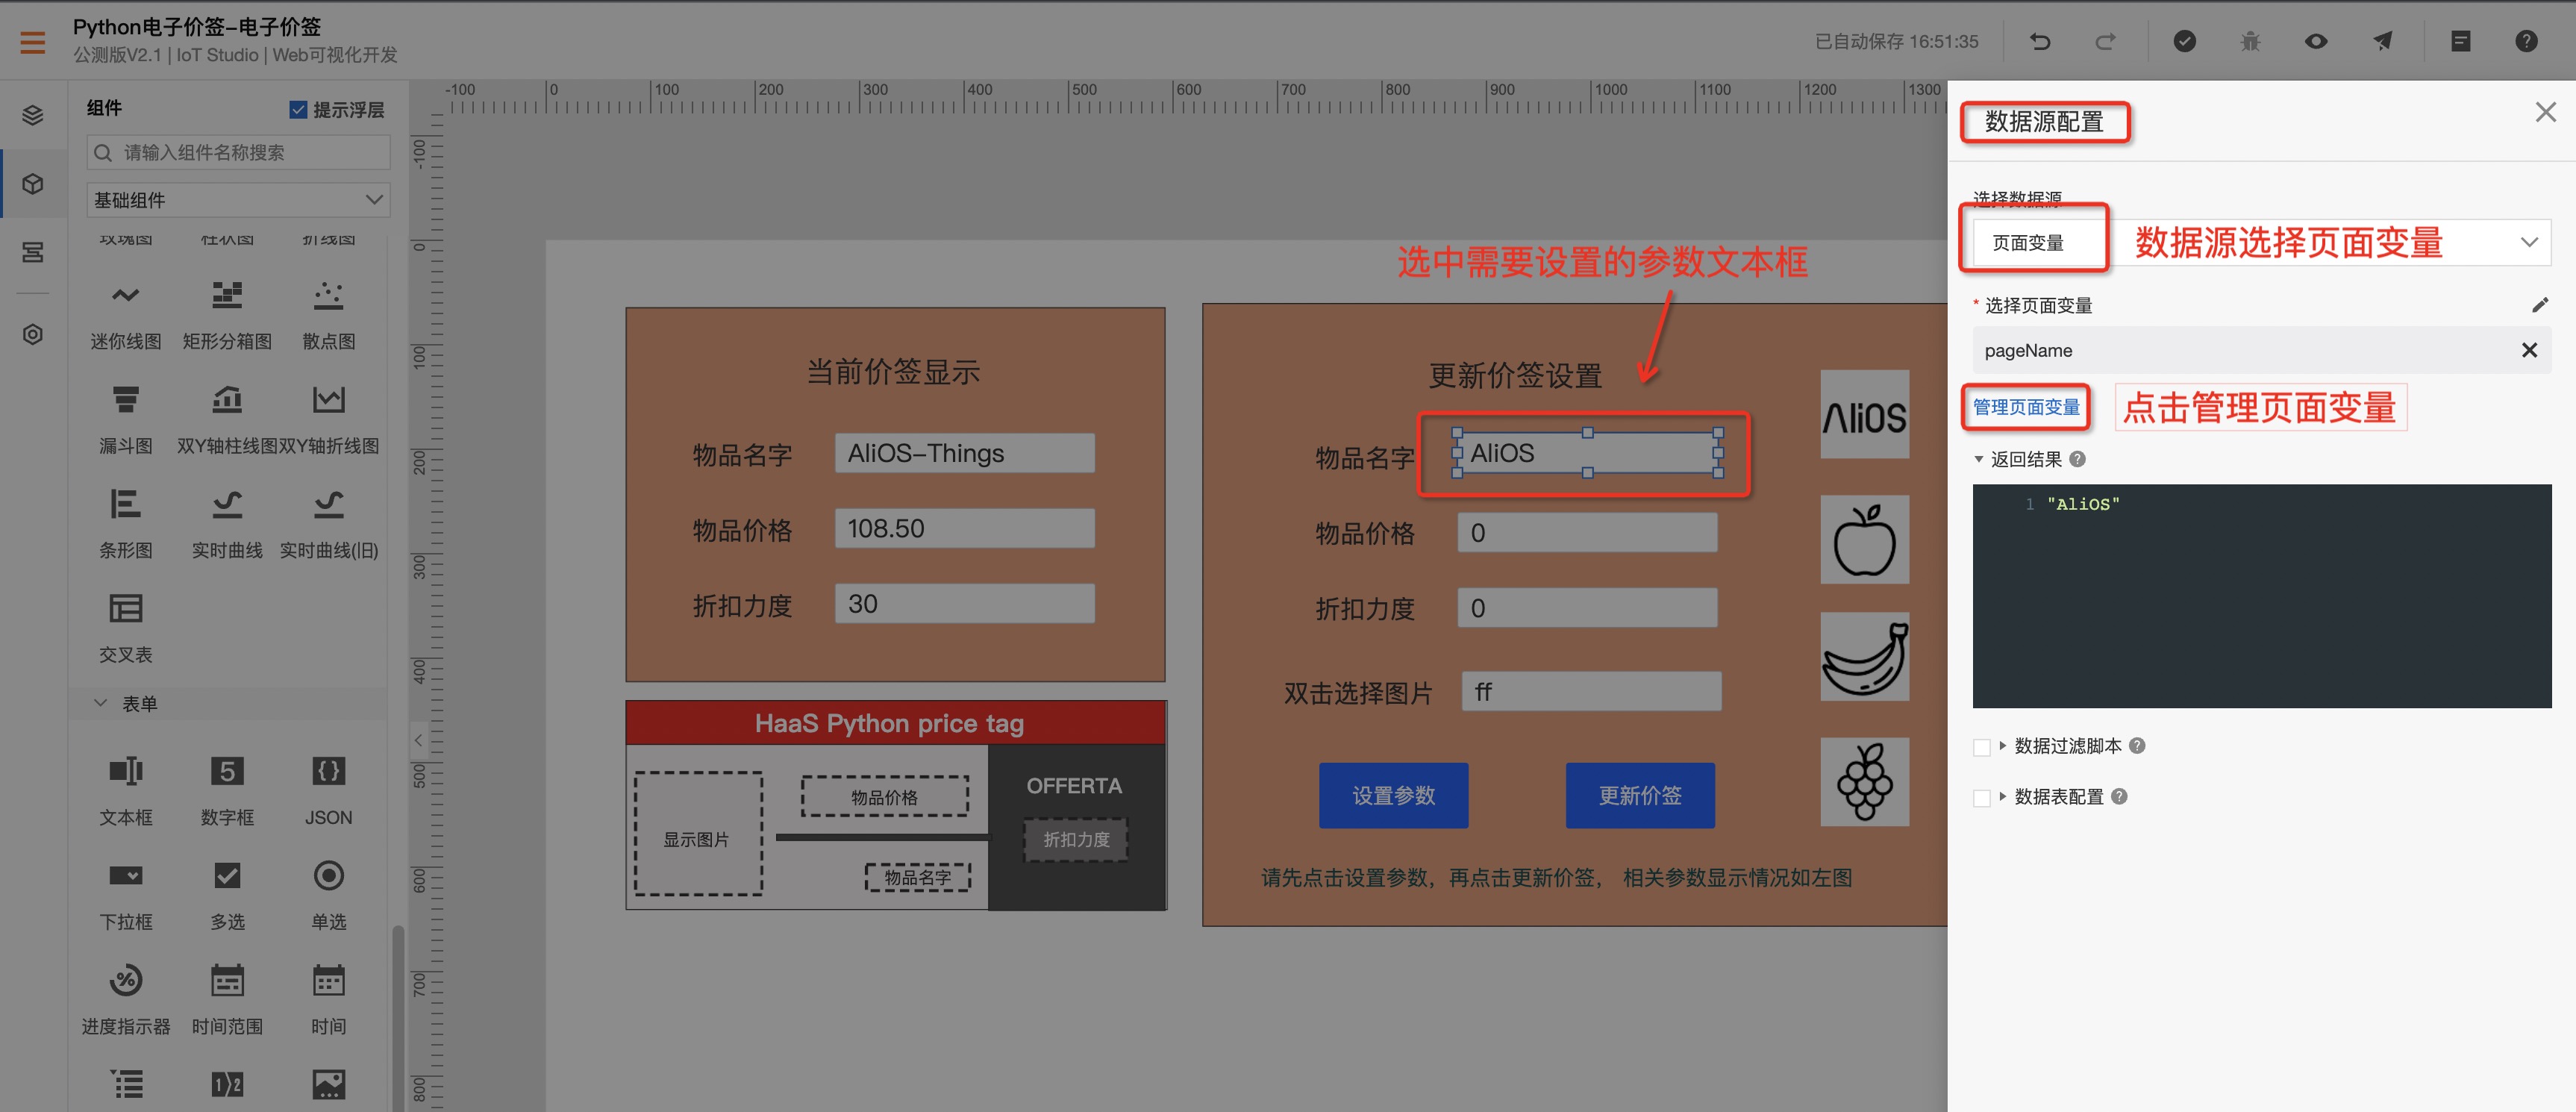 Python电子价签-电子价签
公测版V2.1 | IoT Studio | Web可视化开发
已自动保存 16:51:35
组件
提示浮层
请输入组件名称搜索
基础组件
玫瑰图 柱状图 折线图
迷你线图 矩形分箱图 散点图
漏斗图 双Y轴柱线图 双Y轴折线图
条形图 实时曲线 实时曲线(旧)
交叉表
表单
文本框 数字框 JSON
下拉框 多选 单选
进度指示器 时间范围 时间
-100 0 100 200 300 400 500 600 700 800 900 1000 1100 1200 1300
-100
0
100
200
300
400
500
600
700
800
当前价签显示
物品名字 AliOS-Things
物品价格 108.50
折扣力度 30
HaaS Python price tag
显示图片
物品价格
物品名字
OFFERTA
折扣力度
选中需要设置的参数文本框
更新价签设置
物品名字 AliOS
物品价格 0
折扣力度 0
双击选择图片 ff
设置参数 更新价签
请先点击设置参数，再点击更新价签， 相关参数显示情况如左图
AliOS
数据源配置
选择数据源
页面变量 数据源选择页面变量
* 选择页面变量
pageName
管理页面变量 点击管理页面变量
返回结果
1 "AliOS"
数据过滤脚本
数据表配置